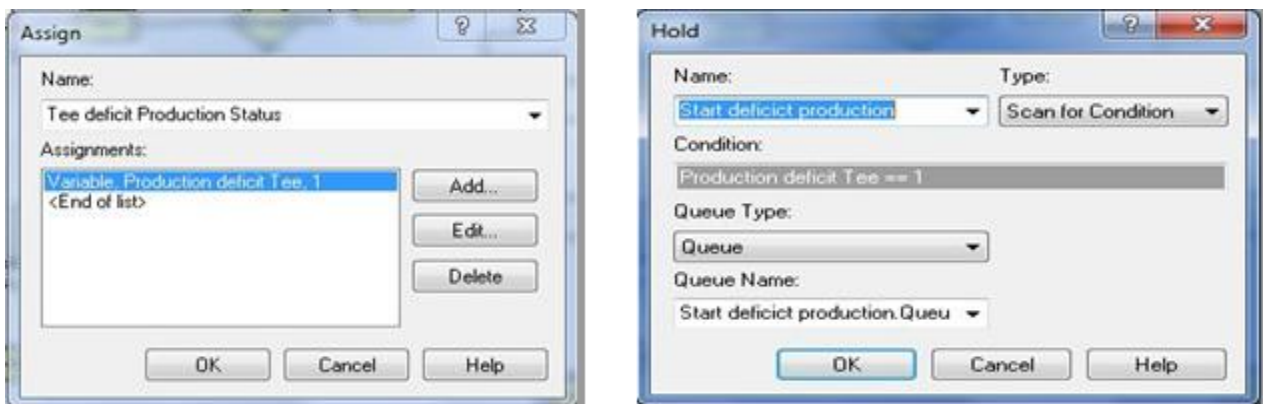 Assign
Name:
Tee deficit Production Status
Assignments:
Variable, Production deficit Tee, 1
<End of list>
Add...
Edit...
Delete
OK Cancel Help
Hold
Name: Type:
Start deficict production Scan for Condition
Condition:
Production deficit Tee == 1
Queue Type:
Queue
Queue Name:
Start deficict production.Queu
OK Cancel Help